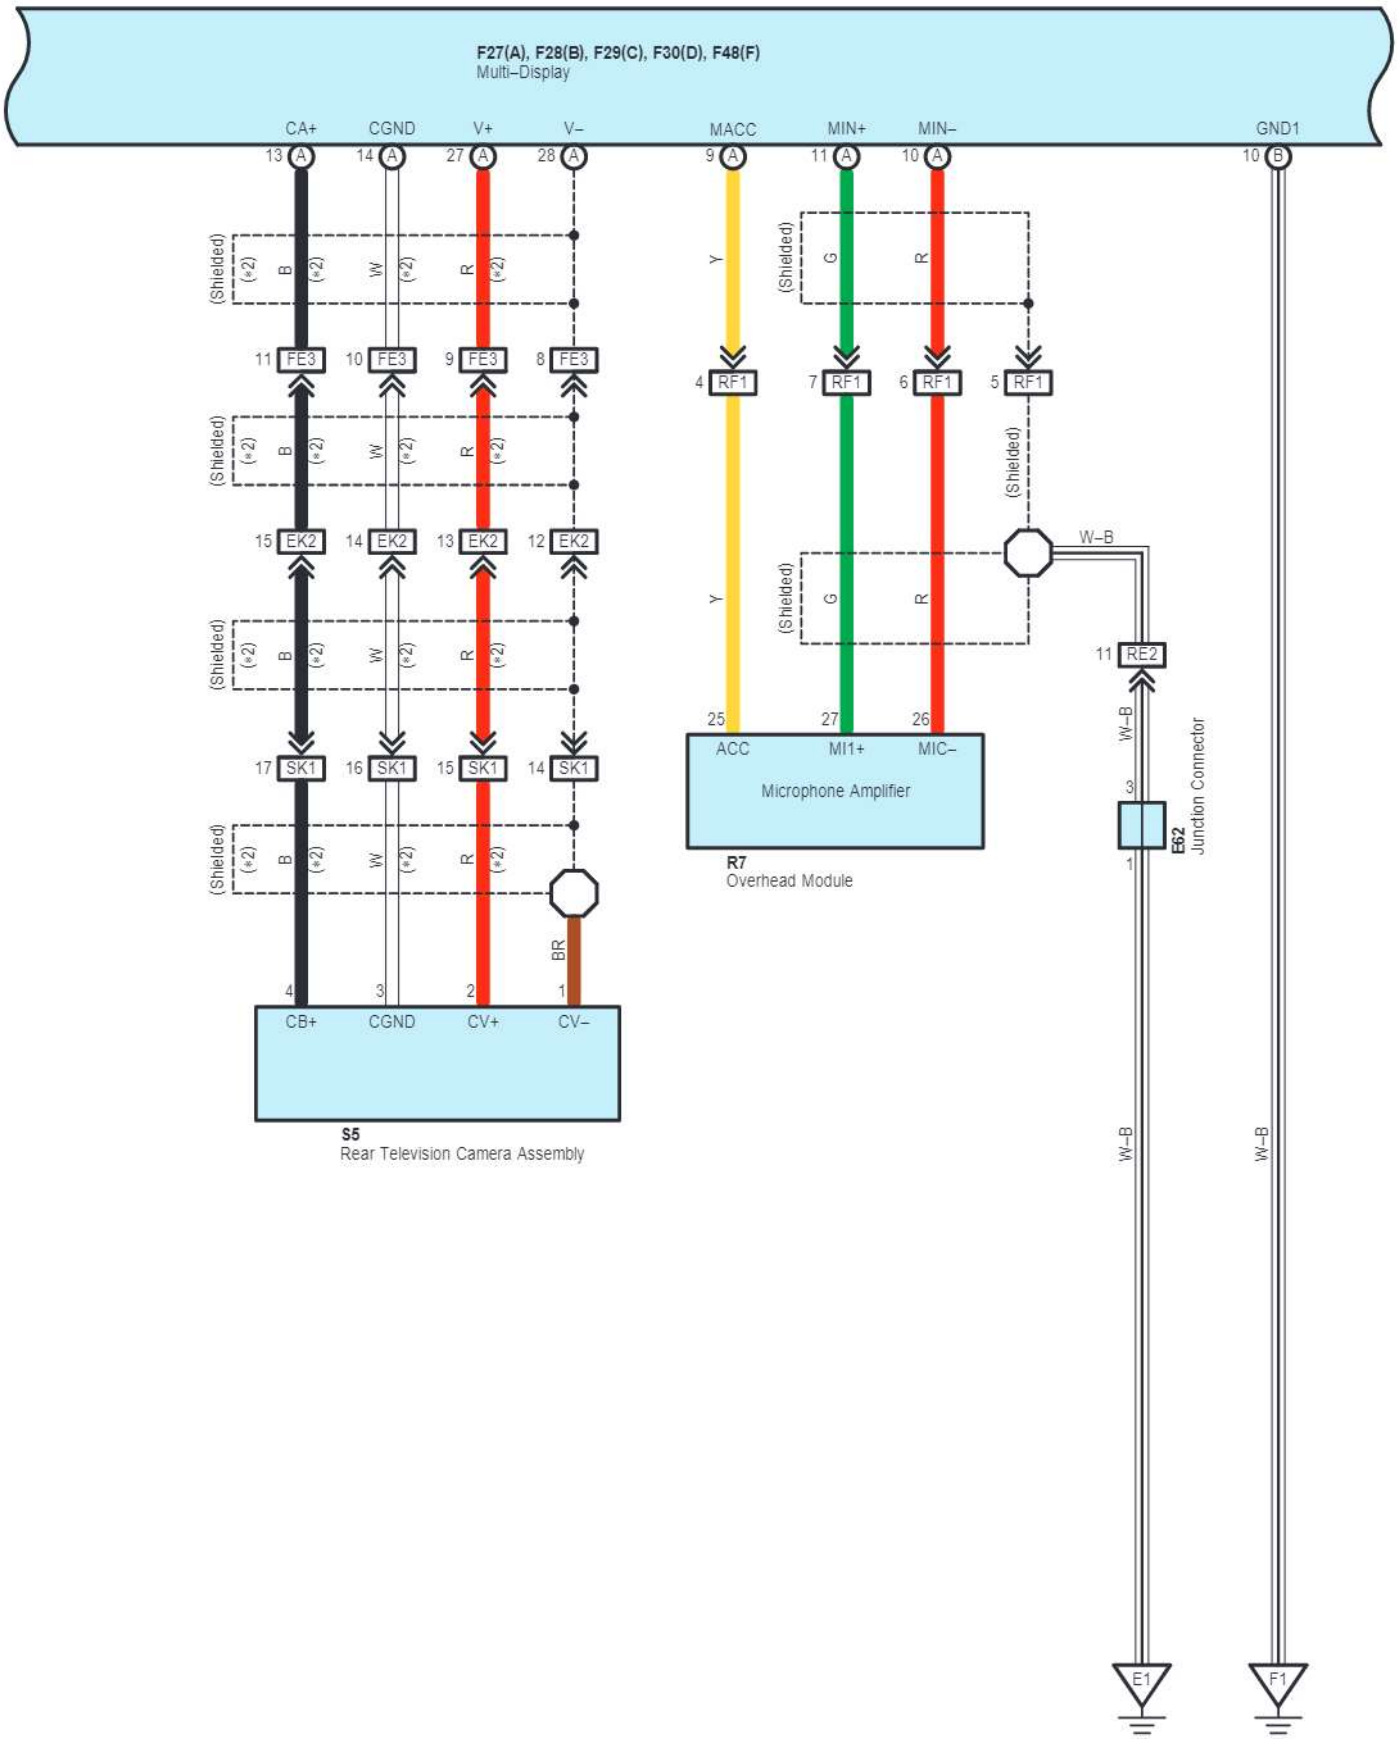 F27(A), F28(B), F29(C), F30(D), F48(F)
Multi–Display
CA+ CGND V+ V– MACC MIN+ MIN– GND1
13 A 14 A 27 A 28 A 9 A 11 A 10 A 10 B
(Shielded) (*2) B (*2) W (*2) R (*2) Y (Shielded) G R
11 FE3 10 FE3 9 FE3 8 FE3
4 RF1 7 RF1 6 RF1 5 RF1
(Shielded) (*2) B (*2) W (*2) R (*2) (Shielded)
15 EK2 14 EK2 13 EK2 12 EK2
W–B
(Shielded) (*2) B (*2) W (*2) R (*2) Y (Shielded) G R
11 RE2
25 27 26 W–B
ACC MI1+ MIC–
17 SK1 16 SK1 15 SK1 14 SK1
Microphone Amplifier
3
E62
Junction Connector
1
(Shielded) (*2) B (*2) W (*2) R (*2)
R7
Overhead Module
BR
4 3 2 1
CB+ CGND CV+ CV–
S5
Rear Television Camera Assembly
W–B W–B
E1 F1